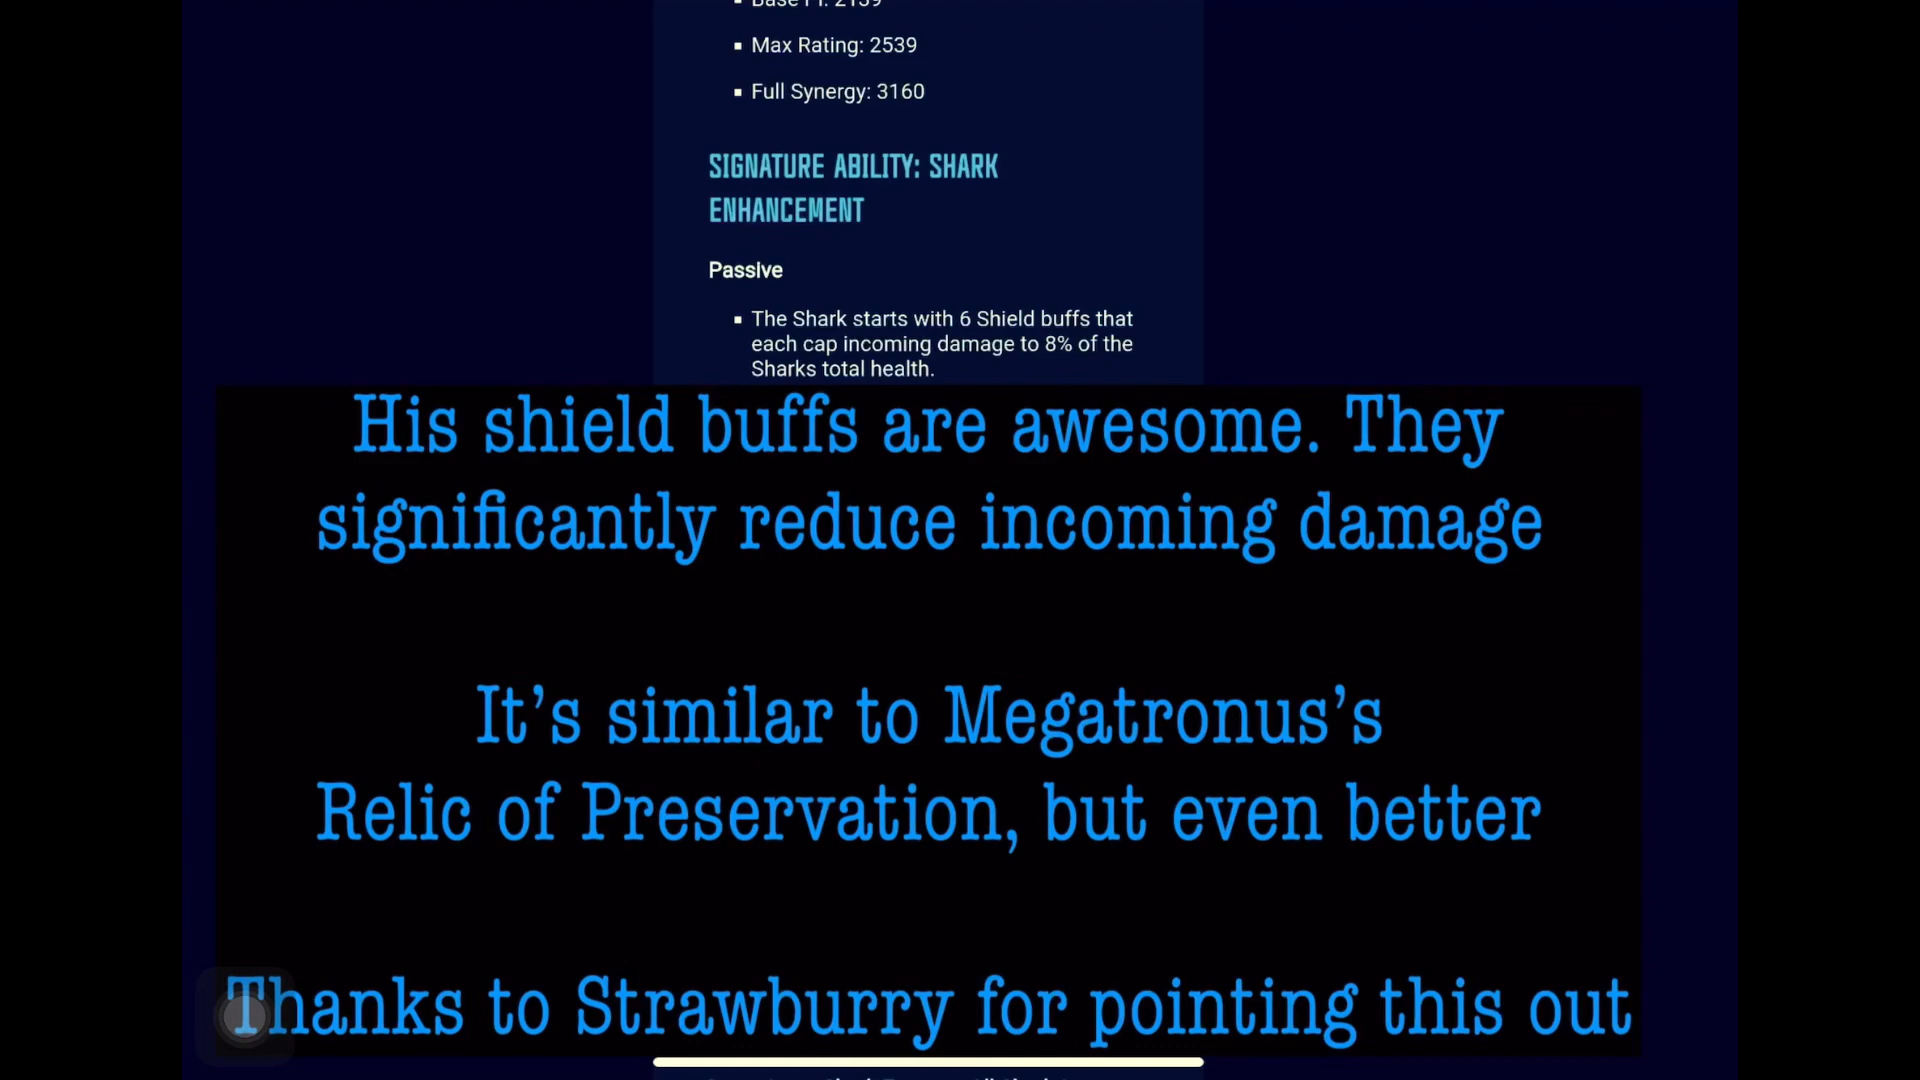 Max Rating: 2539
Full Synergy: 3160
SIGNATURE ABILITY: SHARK
ENHANCEMENT
Passive
The Shark starts with 6 Shield buffs that
each cap incoming damage to 8% of the
Sharks total health.
His shield buffs are awesome. They
significantly reduce incoming damage
It’s similar to Megatronus’s
Relic of Preservation, but even better
Thanks to Strawburry for pointing this out